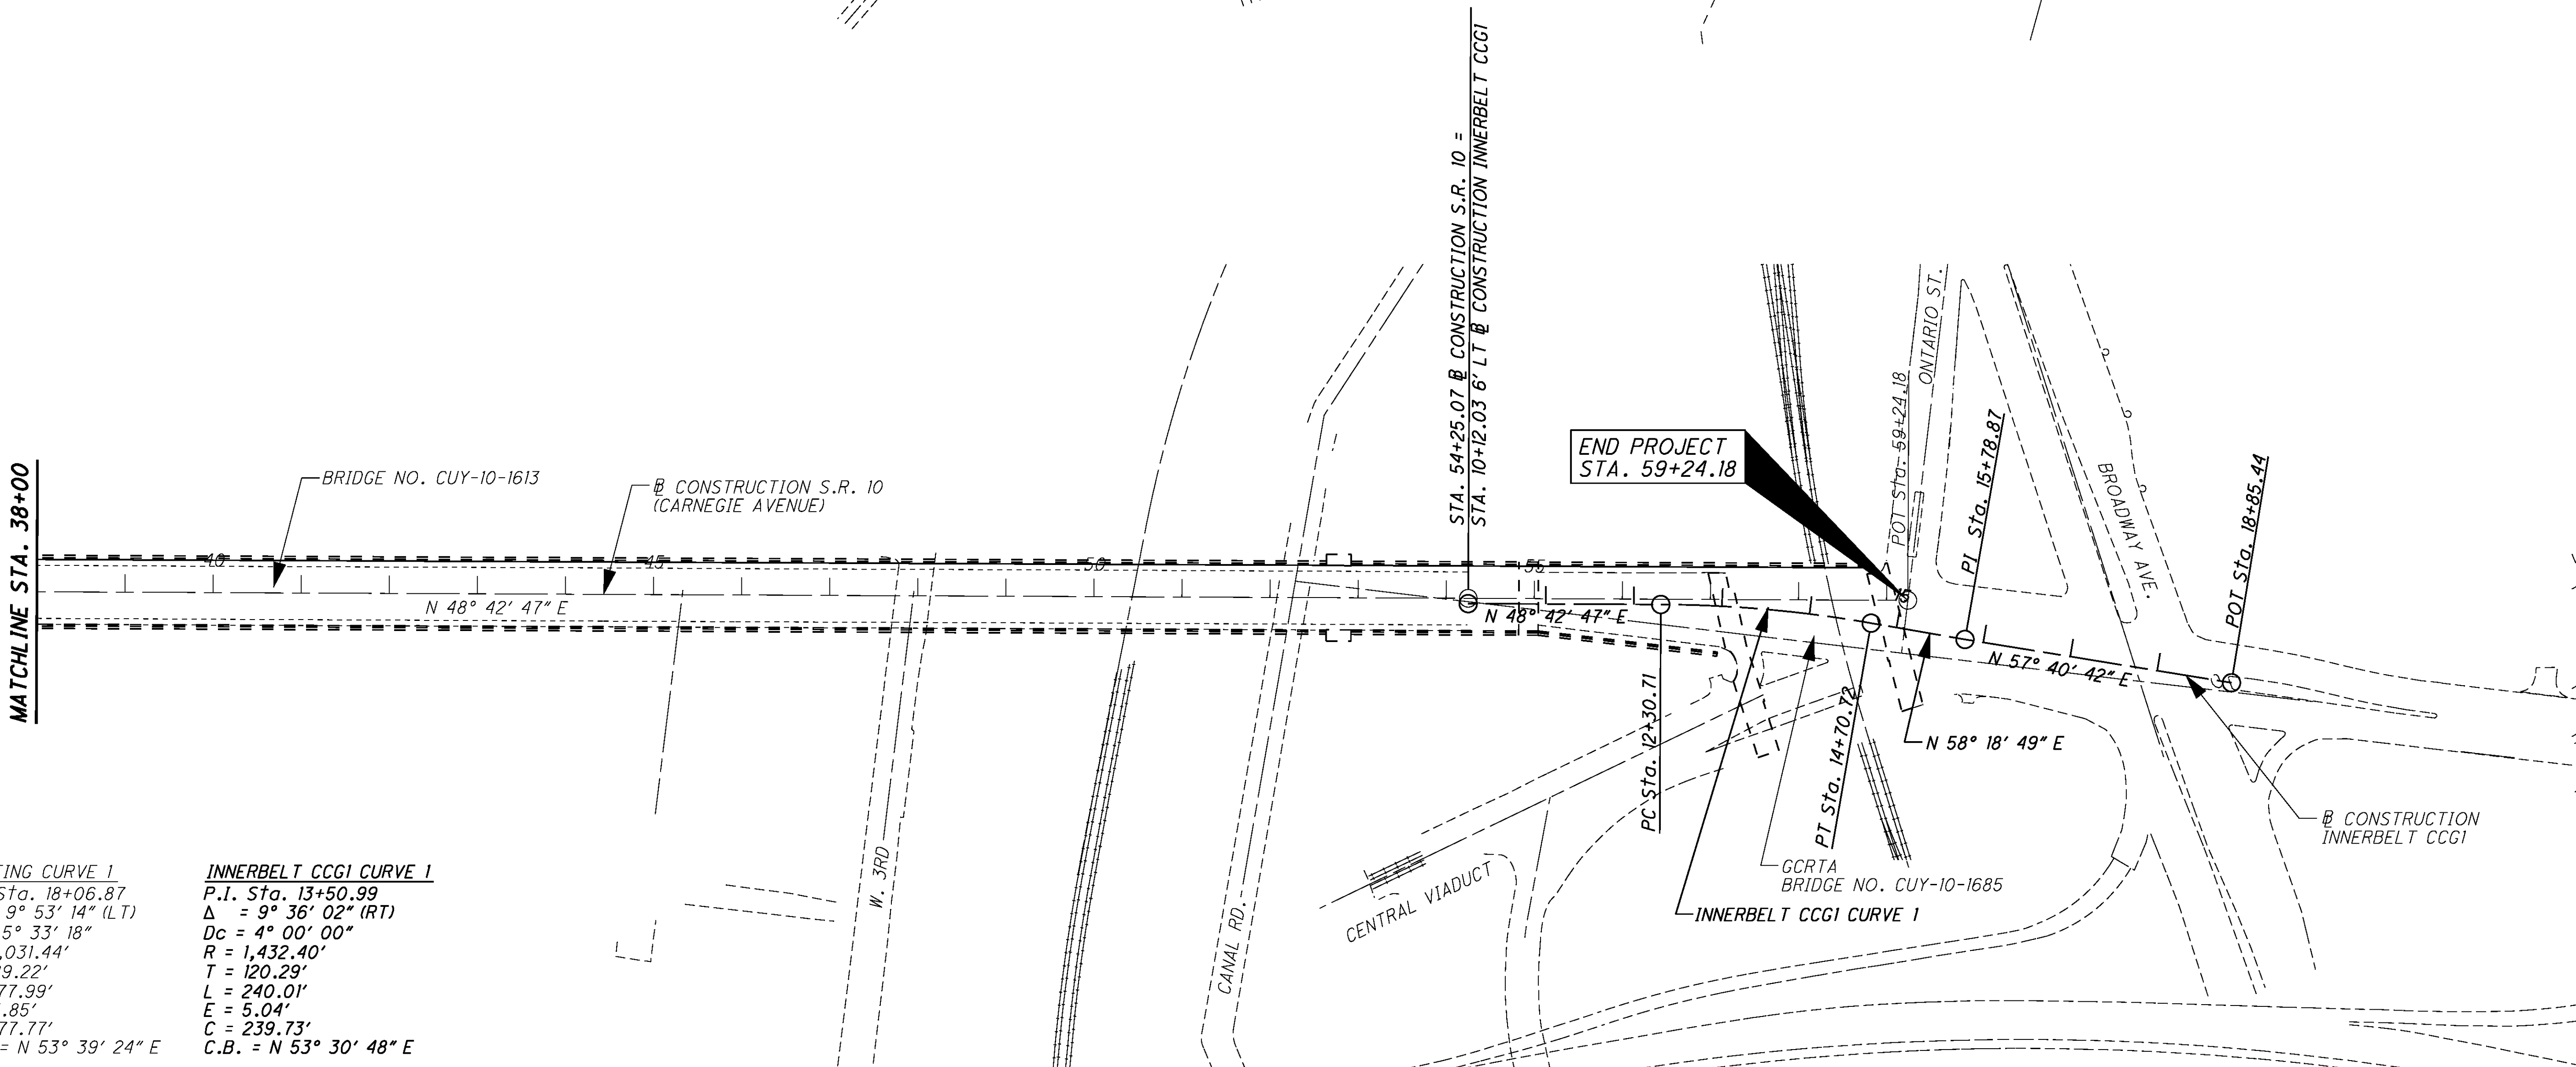 MATCHLINE STA. 38+00
BRIDGE NO. CUY-10-1613
℄ CONSTRUCTION S.R. 10
(CARNEGIE AVENUE)
40
45
50
55
N 48° 42' 47" E
STA. 54+25.07 ℄ CONSTRUCTION S.R. 10 =
STA. 10+12.03 6' LT ℄ CONSTRUCTION INNERBELT CCG1
END PROJECT
STA. 59+24.18
POT Sta. 59+24.18
ONTARIO ST.
PI Sta. 15+78.87
BROADWAY AVE.
POT Sta. 18+85.44
N 48° 42' 47" E
15
N 57° 40' 42" E
N 58° 18' 49" E
PC Sta. 12+30.71
PT Sta. 14+70.72
℄ CONSTRUCTION
INNERBELT CCG1
GCRTA
BRIDGE NO. CUY-10-1685
INNERBELT CCG1 CURVE 1
CENTRAL VIADUCT
CANAL RD.
W. 3RD
TING CURVE 1
Sta. 18+06.87
9° 53' 14" (LT)
5° 33' 18"
,031.44'
9.22'
77.99'
.85'
77.77'
= N 53° 39' 24" E
INNERBELT CCG1 CURVE 1
P.I. Sta. 13+50.99
Δ = 9° 36' 02" (RT)
Dc = 4° 00' 00"
R = 1,432.40'
T = 120.29'
L = 240.01'
E = 5.04'
C = 239.73'
C.B. = N 53° 30' 48" E